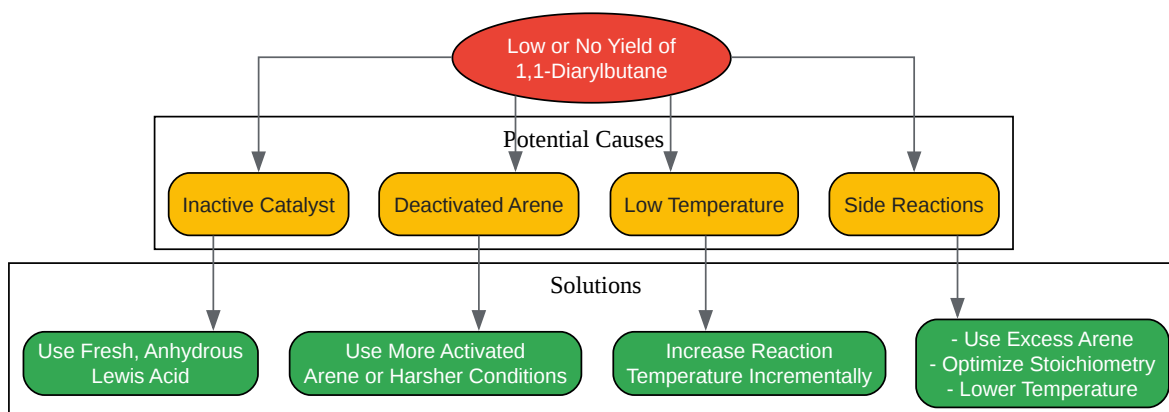 Low or No Yield of
1,1-Diarylbutane
Potential Causes
Inactive Catalyst
Deactivated Arene
Low Temperature
Side Reactions
Solutions
Use Fresh, Anhydrous
Lewis Acid
Use More Activated
Arene or Harsher Conditions
Increase Reaction
Temperature Incrementally
- Use Excess Arene
- Optimize Stoichiometry
- Lower Temperature